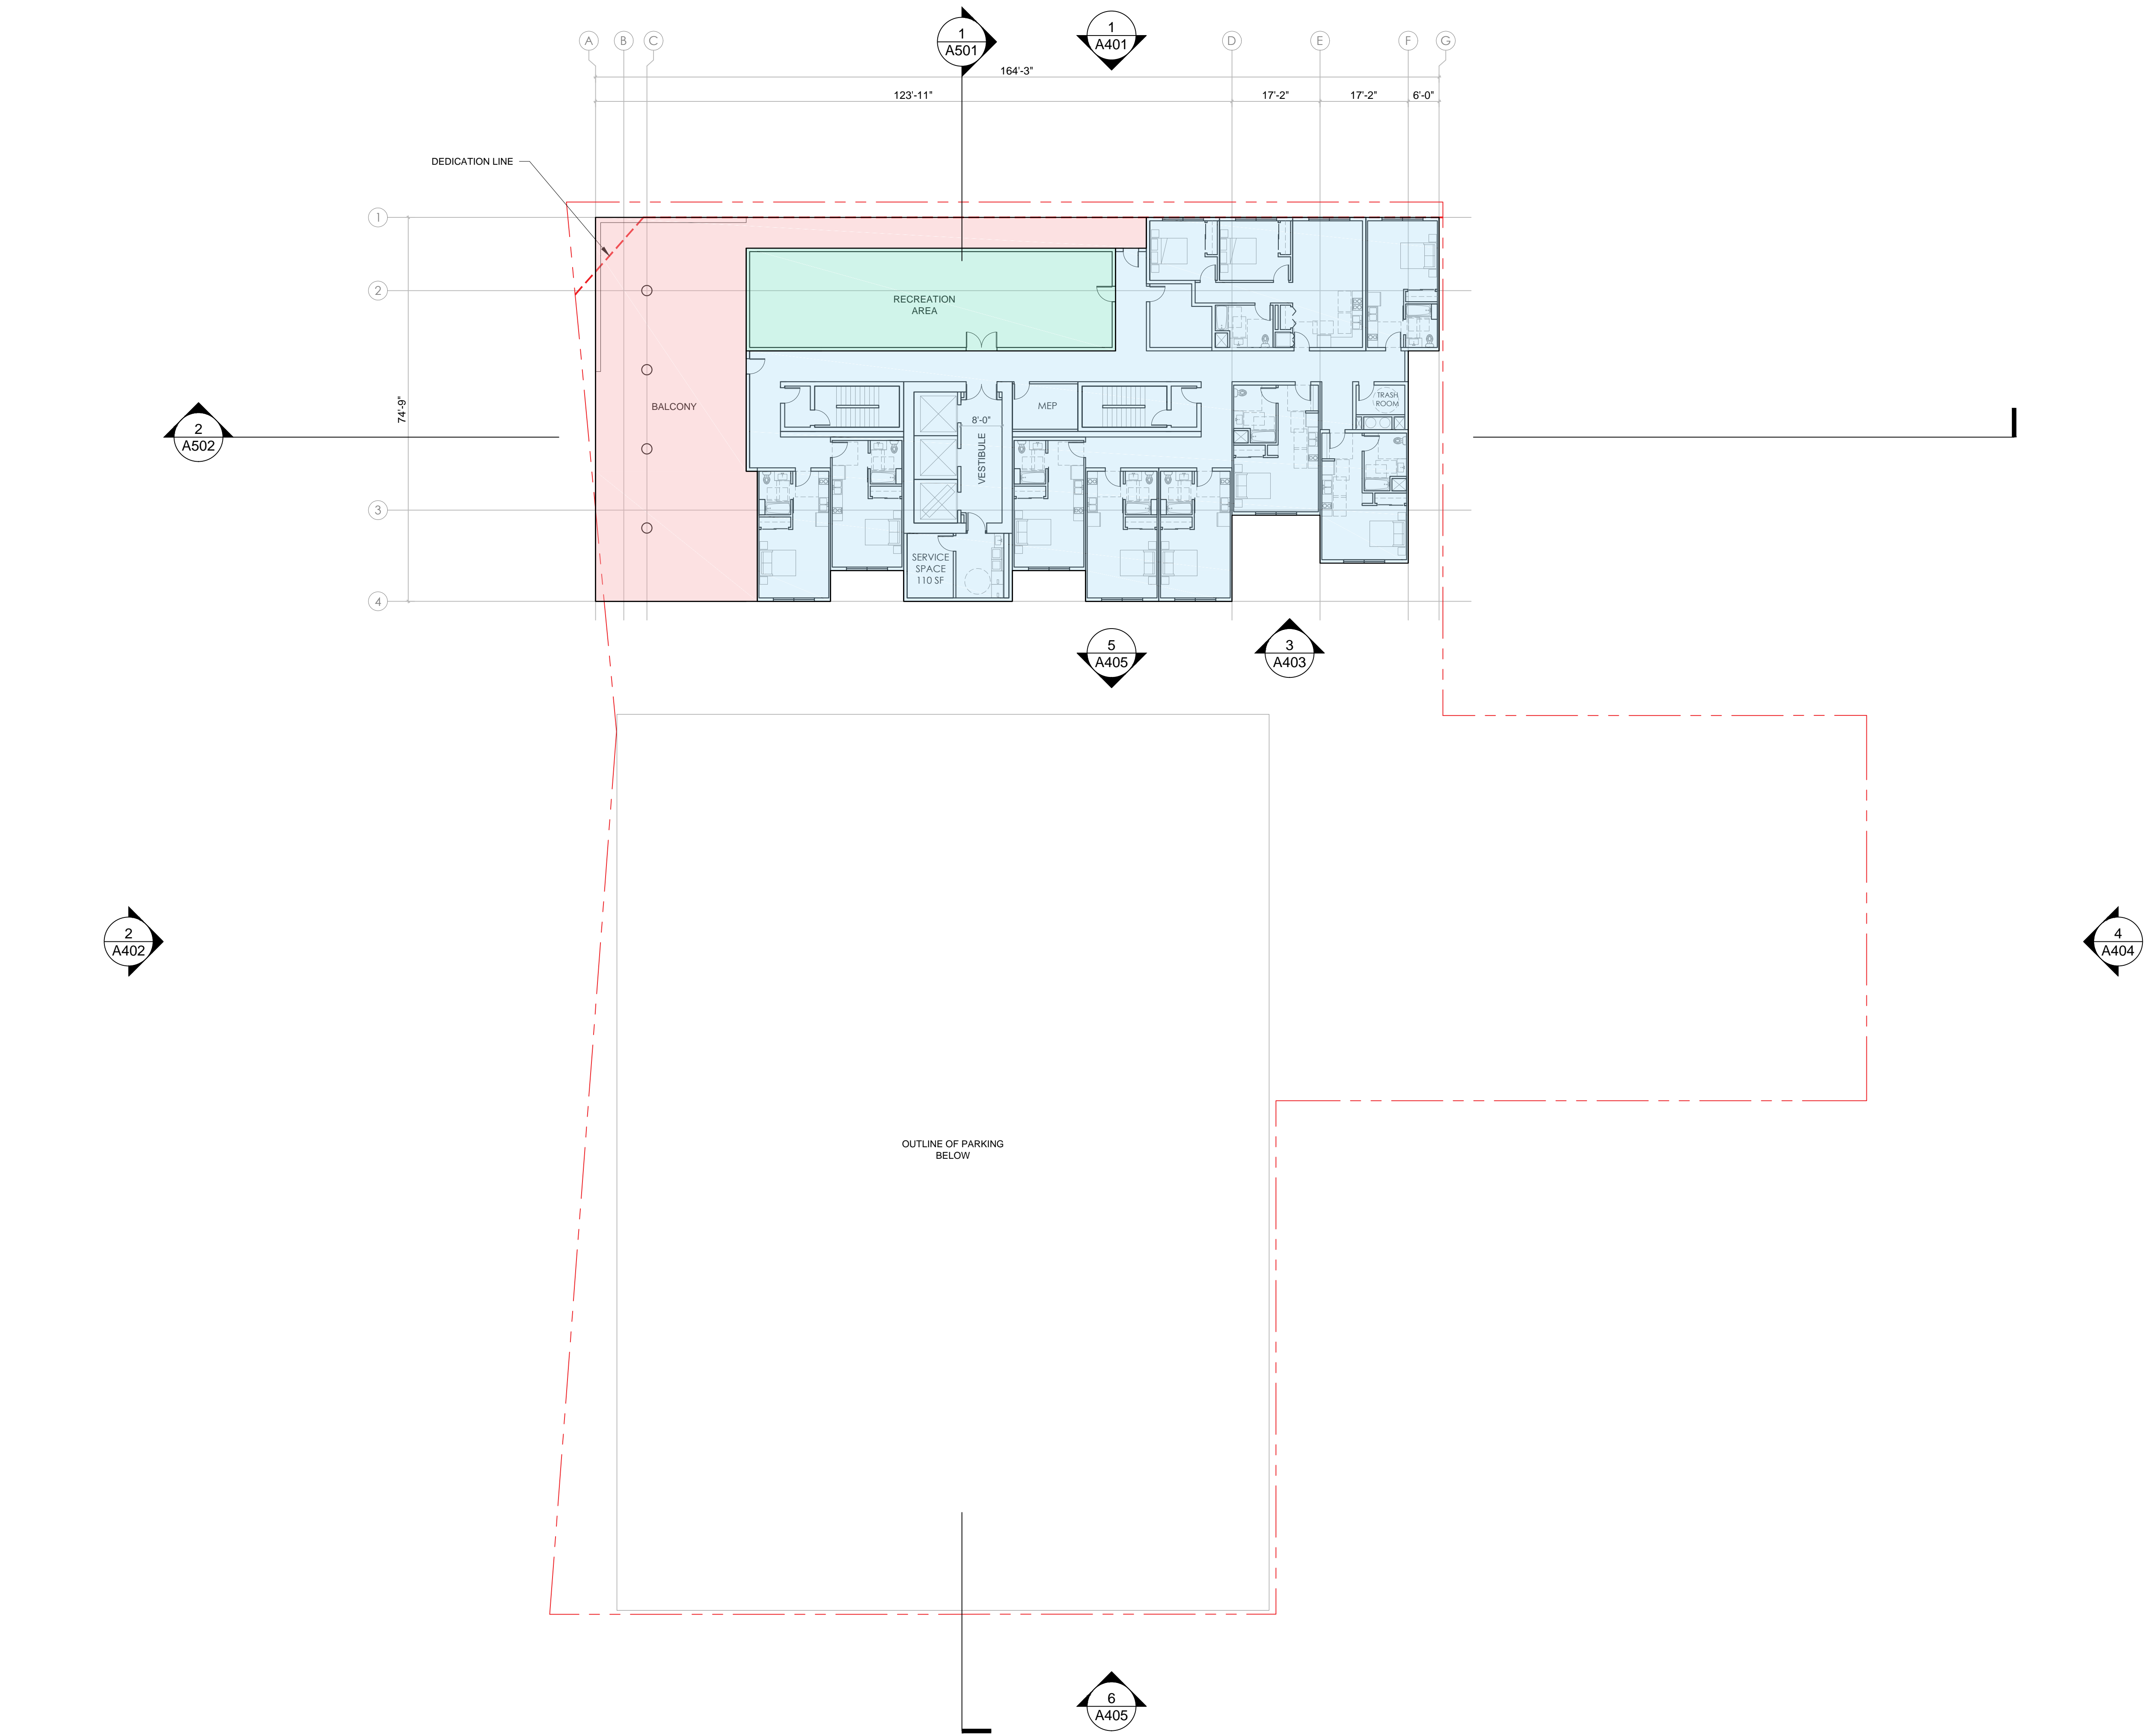 1
A501
1
A401
A
B
C
D
E
F
G
164'-3"
123'-11"
17'-2"
17'-2"
6'-0"
DEDICATION LINE
1
2
3
4
74'-9"
RECREATION
AREA
BALCONY
MEP
8'-0"
VESTIBULE
TRASH
ROOM
SERVICE
SPACE
110 SF
2
A502
5
A405
3
A403
2
A402
4
A404
OUTLINE OF PARKING
BELOW
6
A405